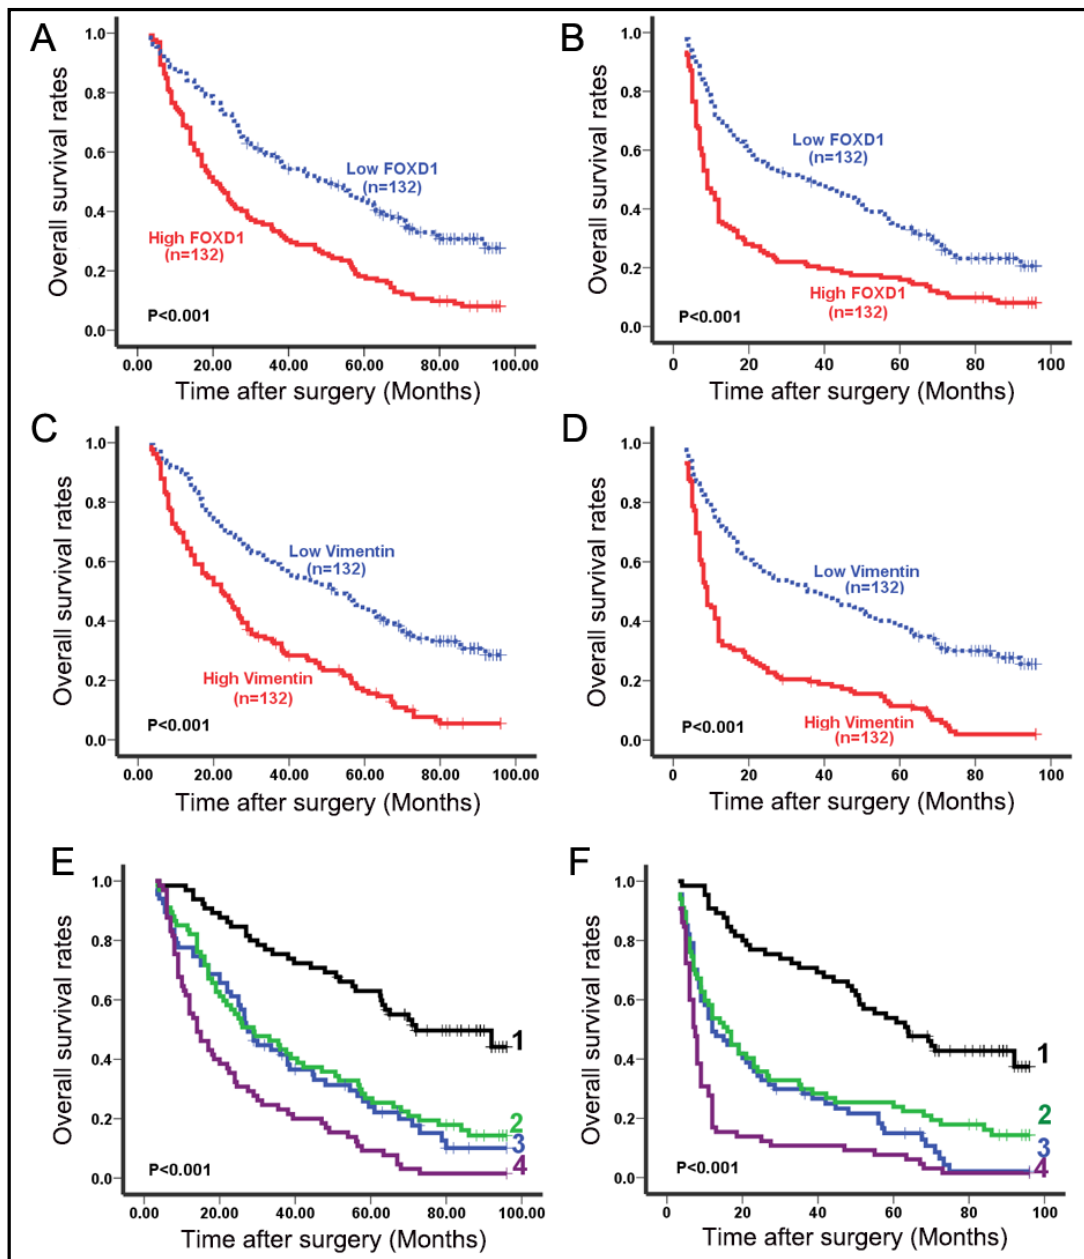 A
Overall survival rates
1.0
0.8
0.6
0.4
0.2
0.0
Low FOXD1
(n=132)
High FOXD1
(n=132)
P<0.001
0.00 20.00 40.00 60.00 80.00 100.00
Time after surgery (Months)
B
Overall survival rates
1.0
0.8
0.6
0.4
0.2
0.0
Low FOXD1
(n=132)
High FOXD1
(n=132)
P<0.001
0 20 40 60 80 100
Time after surgery (Months)
C
Overall survival rates
1.0
0.8
0.6
0.4
0.2
0.0
Low Vimentin
(n=132)
High Vimentin
(n=132)
P<0.001
0.00 20.00 40.00 60.00 80.00 100.00
Time after surgery (Months)
D
Overall survival rates
1.0
0.8
0.6
0.4
0.2
0.0
Low Vimentin
(n=132)
High Vimentin
(n=132)
P<0.001
0 20 40 60 80 100
Time after surgery (Months)
E
Overall survival rates
1.0
0.8
0.6
0.4
0.2
0.0
1
2
3
4
P<0.001
0.00 20.00 40.00 60.00 80.00 100.00
Time after surgery (Months)
F
Overall survival rates
1.0
0.8
0.6
0.4
0.2
0.0
1
2
3
4
P<0.001
0 20 40 60 80 100
Time after surgery (Months)